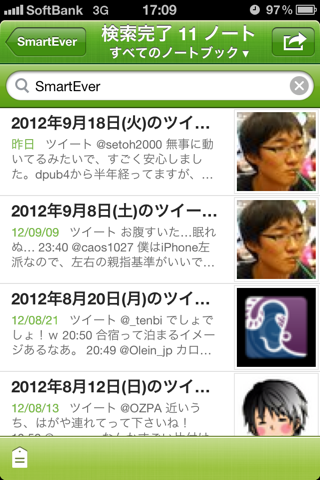 SoftBank 3G 17:09 97%
SmartEver
検索完了 11 ノート
すべてのノートブック ▾
SmartEver
2012年9月18日(火)のツイ…
昨日 ツイート @setoh2000 無事に動
いてるみたいで、すごく安心しまし
た。dpub4から半年経ってますが、…
2012年9月8日(土)のツイー…
12/09/09 ツイート お腹すいた…眠れ
ぬ… 23:40 @caos1027 僕はiPhone左
派なので、左右の親指基準がいいで…
2012年8月20日(月)のツイ…
12/08/21 ツイート @_tenbi でしょで
しょ！w 20:50 合宿って泊まるイメー
ジあるなあ。 20:49 @Olein_jp カロ…
2012年8月12日(日)のツイ…
12/08/13 ツイート @OZPA 近いう
ち、はがや連れてって下さいね！